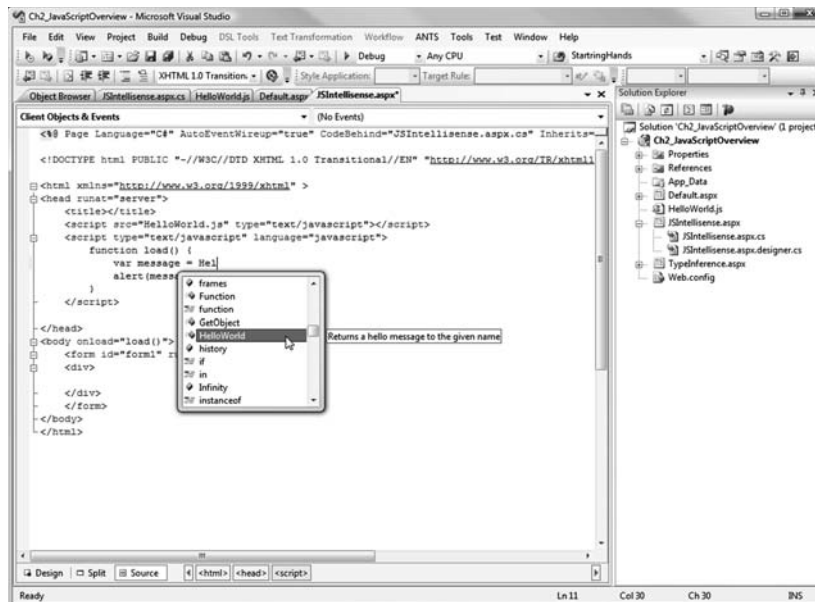 Ch2_JavaScriptOverview - Microsoft Visual Studio
File Edit View Project Build Debug DSL Tools Text Transformation Workflow ANTS Tools Test Window Help
Debug Any CPU StartringHands
XHTML 1.0 Transition Style Application: Target Rule:
Object Browser JSIntellisense.aspx.cs HelloWorld.js Default.aspx JSIntellisense.aspx*
Client Objects & Events (No Events)
<%@ Page Language="C#" AutoEventWireup="true" CodeBehind="JSIntellisense.aspx.cs" Inherits=
<!DOCTYPE html PUBLIC "-//W3C//DTD XHTML 1.0 Transitional//EN" "http://www.w3.org/TR/xhtml1
<html xmlns="http://www.w3.org/1999/xhtml" >
<head runat="server">
<title></title>
<script src="HelloWorld.js" type="text/javascript"></script>
<script type="text/javascript" language="javascript">
function load() {
var message = Hel
alert(messa
}
</script>
</head>
<body onload="load()">
<form id="form1" ru
<div>
</div>
</form>
</body>
</html>
frames
Function
function
GetObject
HelloWorld
history
if
in
Infinity
instanceof
Returns a hello message to the given name
Solution Explorer
Solution 'Ch2_JavaScriptOverview' (1 project
Ch2_JavaScriptOverview
Properties
References
App_Data
Default.aspx
HelloWorld.js
JSIntellisense.aspx
JSIntellisense.aspx.cs
JSIntellisense.aspx.designer.cs
TypeInference.aspx
Web.config
Design Split Source <html> <head> <script>
Ready Ln 11 Col 30 Ch 30 INS